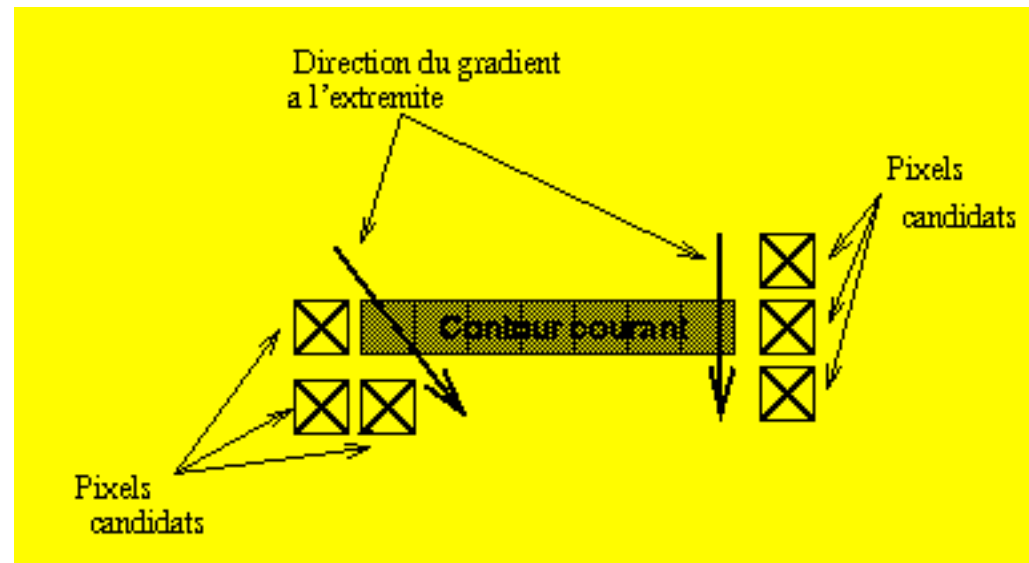 Direction du gradient
a l'extremite
Pixels
candidats
Contour courant
Pixels
candidats